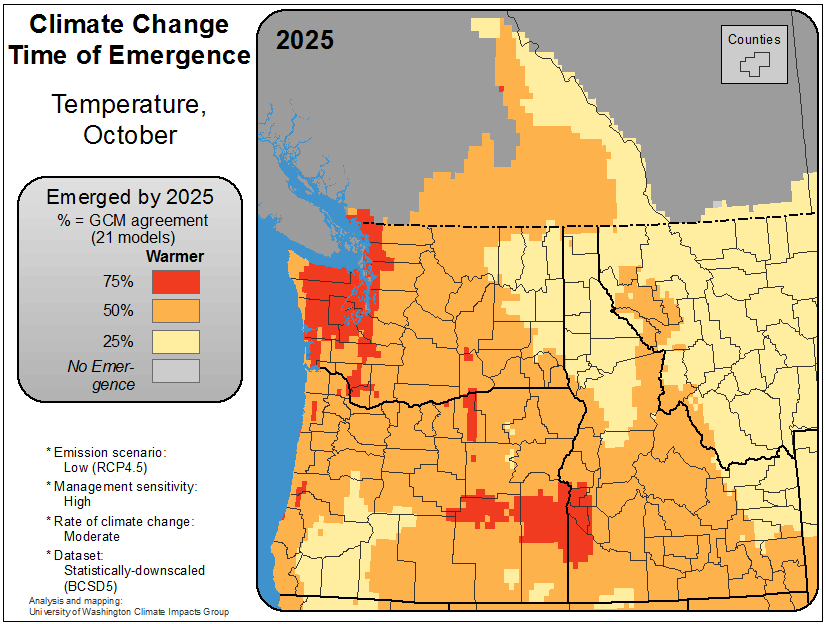 Climate Change
Time of Emergence
Temperature,
October
Emerged by 2025
% = GCM agreement
(21 models)
Warmer
75%
50%
25%
No Emer-
gence
* Emission scenario:
Low (RCP4.5)
* Management sensitivity:
High
* Rate of climate change:
Moderate
* Dataset:
Statistically-downscaled
(BCSD5)
Analysis and mapping:
University of Washington Climate Impacts Group
2025
Counties